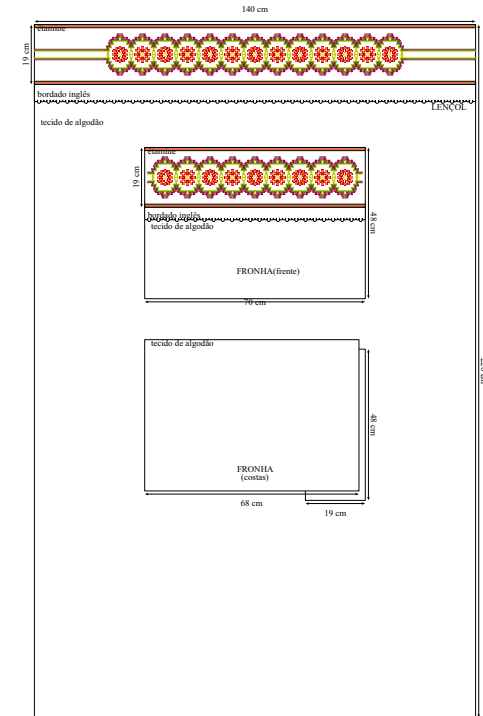 140 cm
etamine
19 cm
bordado inglês
LENÇOL
tecido de algodão
etamine
19 cm
bordado inglês
tecido de algodão
48 cm
FRONHA(frente)
70 cm
tecido de algodão
48 cm
FRONHA
(costas)
68 cm
19 cm